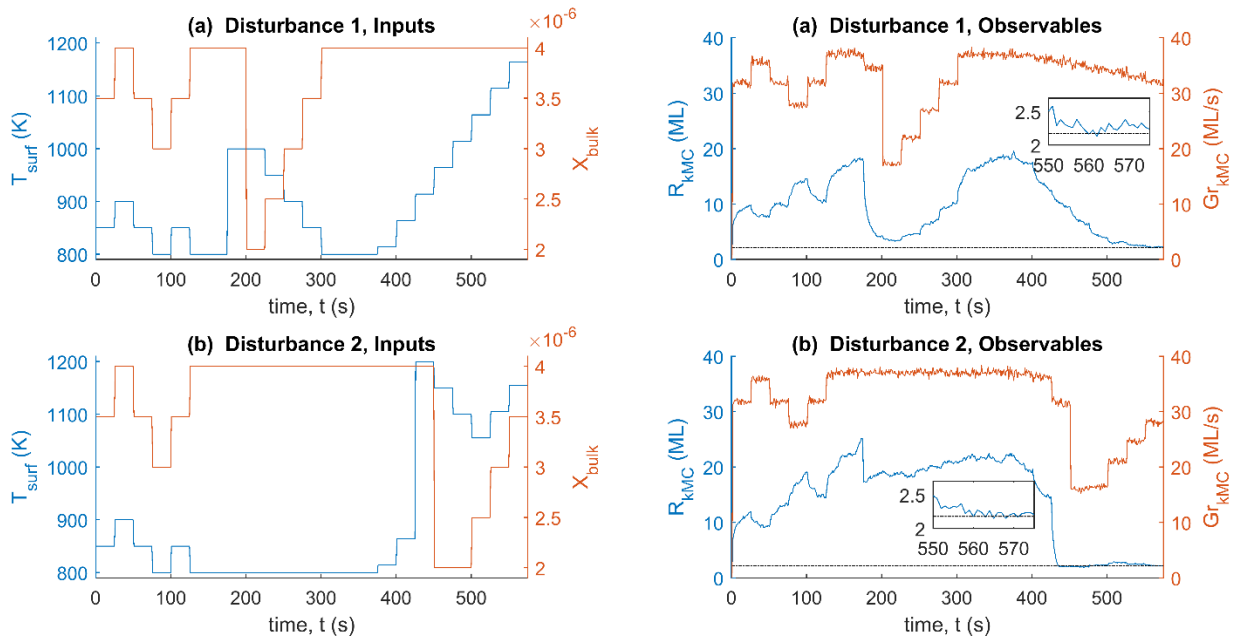 (a) Disturbance 1, Inputs
×10⁻⁶
1200
1100
1000
900
800
T_surf (K)
4
3.5
3
2.5
2
X_bulk
0 100 200 300 400 500
time, t (s)
(a) Disturbance 1, Observables
40
30
20
10
0
R_kMC (ML)
40
30
20
10
0
Gr_kMC (ML/s)
2.5
2
550 560 570
0 100 200 300 400 500
time, t (s)
(b) Disturbance 2, Inputs
×10⁻⁶
1200
1100
1000
900
800
T_surf (K)
4
3.5
3
2.5
2
X_bulk
0 100 200 300 400 500
time, t (s)
(b) Disturbance 2, Observables
40
30
20
10
0
R_kMC (ML)
40
30
20
10
0
Gr_kMC (ML/s)
2.5
2
550 560 570
0 100 200 300 400 500
time, t (s)